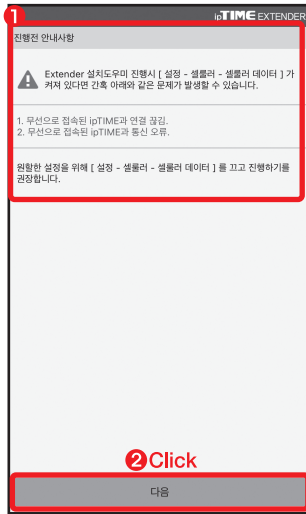 1
ipTIME EXTENDER
진행전 안내사항
Extender 설치도우미 진행시 [ 설정 - 셀룰러 - 셀룰러 데이터 ] 가
켜져 있다면 간혹 아래와 같은 문제가 발생할 수 있습니다.
1. 무선으로 접속된 ipTIME과 연결 끊김.
2. 무선으로 접속된 ipTIME과 통신 오류.
원할한 설정을 위해 [ 설정 - 셀룰러 - 셀룰러 데이터 ] 를 끄고 진행하기를
권장합니다.
2Click
다음